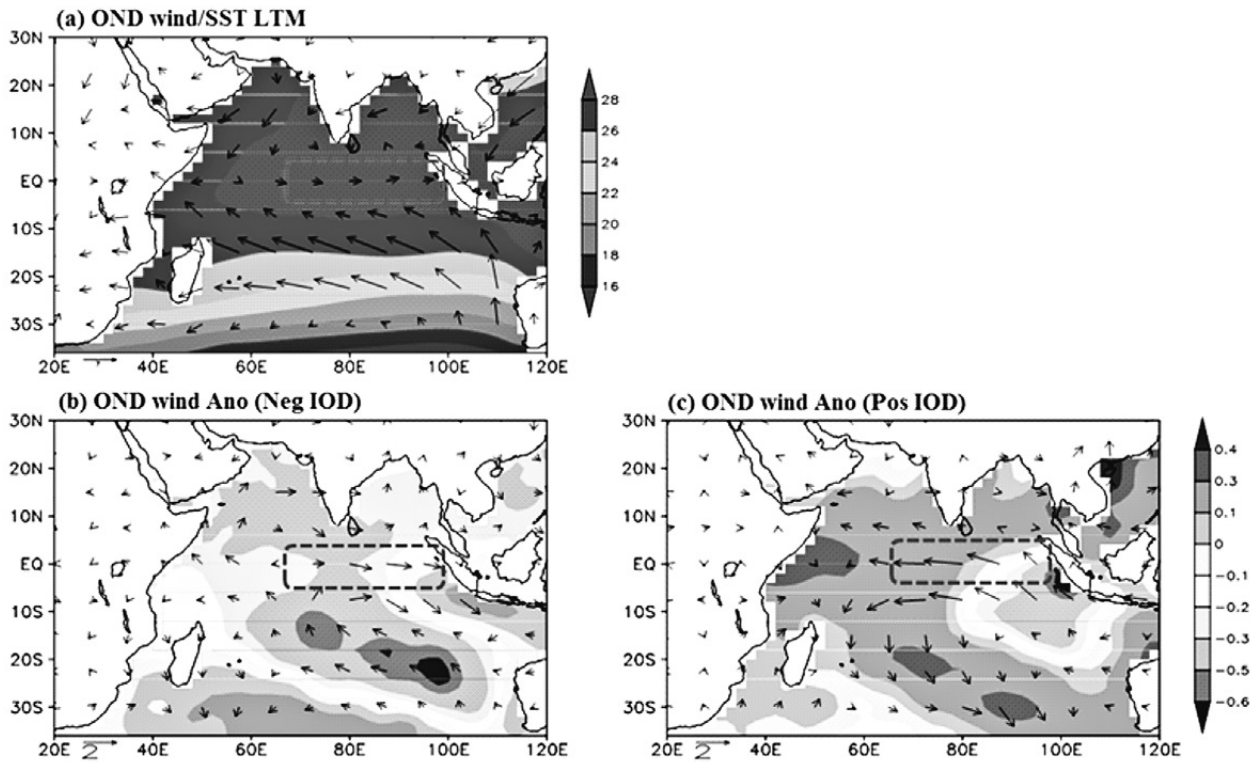 (a) OND wind/SST LTM
30N
20N
10N
EQ
10S
20S
30S
20E 40E 60E 80E 100E 120E
28
26
24
22
20
18
16
(b) OND wind Ano (Neg IOD)
30N
20N
10N
EQ
10S
20S
30S
2
20E 40E 60E 80E 100E 120E
(c) OND wind Ano (Pos IOD)
30N
20N
10N
EQ
10S
20S
30S
2
20E 40E 60E 80E 100E 120E
0.4
0.3
0.1
0
-0.1
-0.2
-0.3
-0.4
-0.5
-0.6